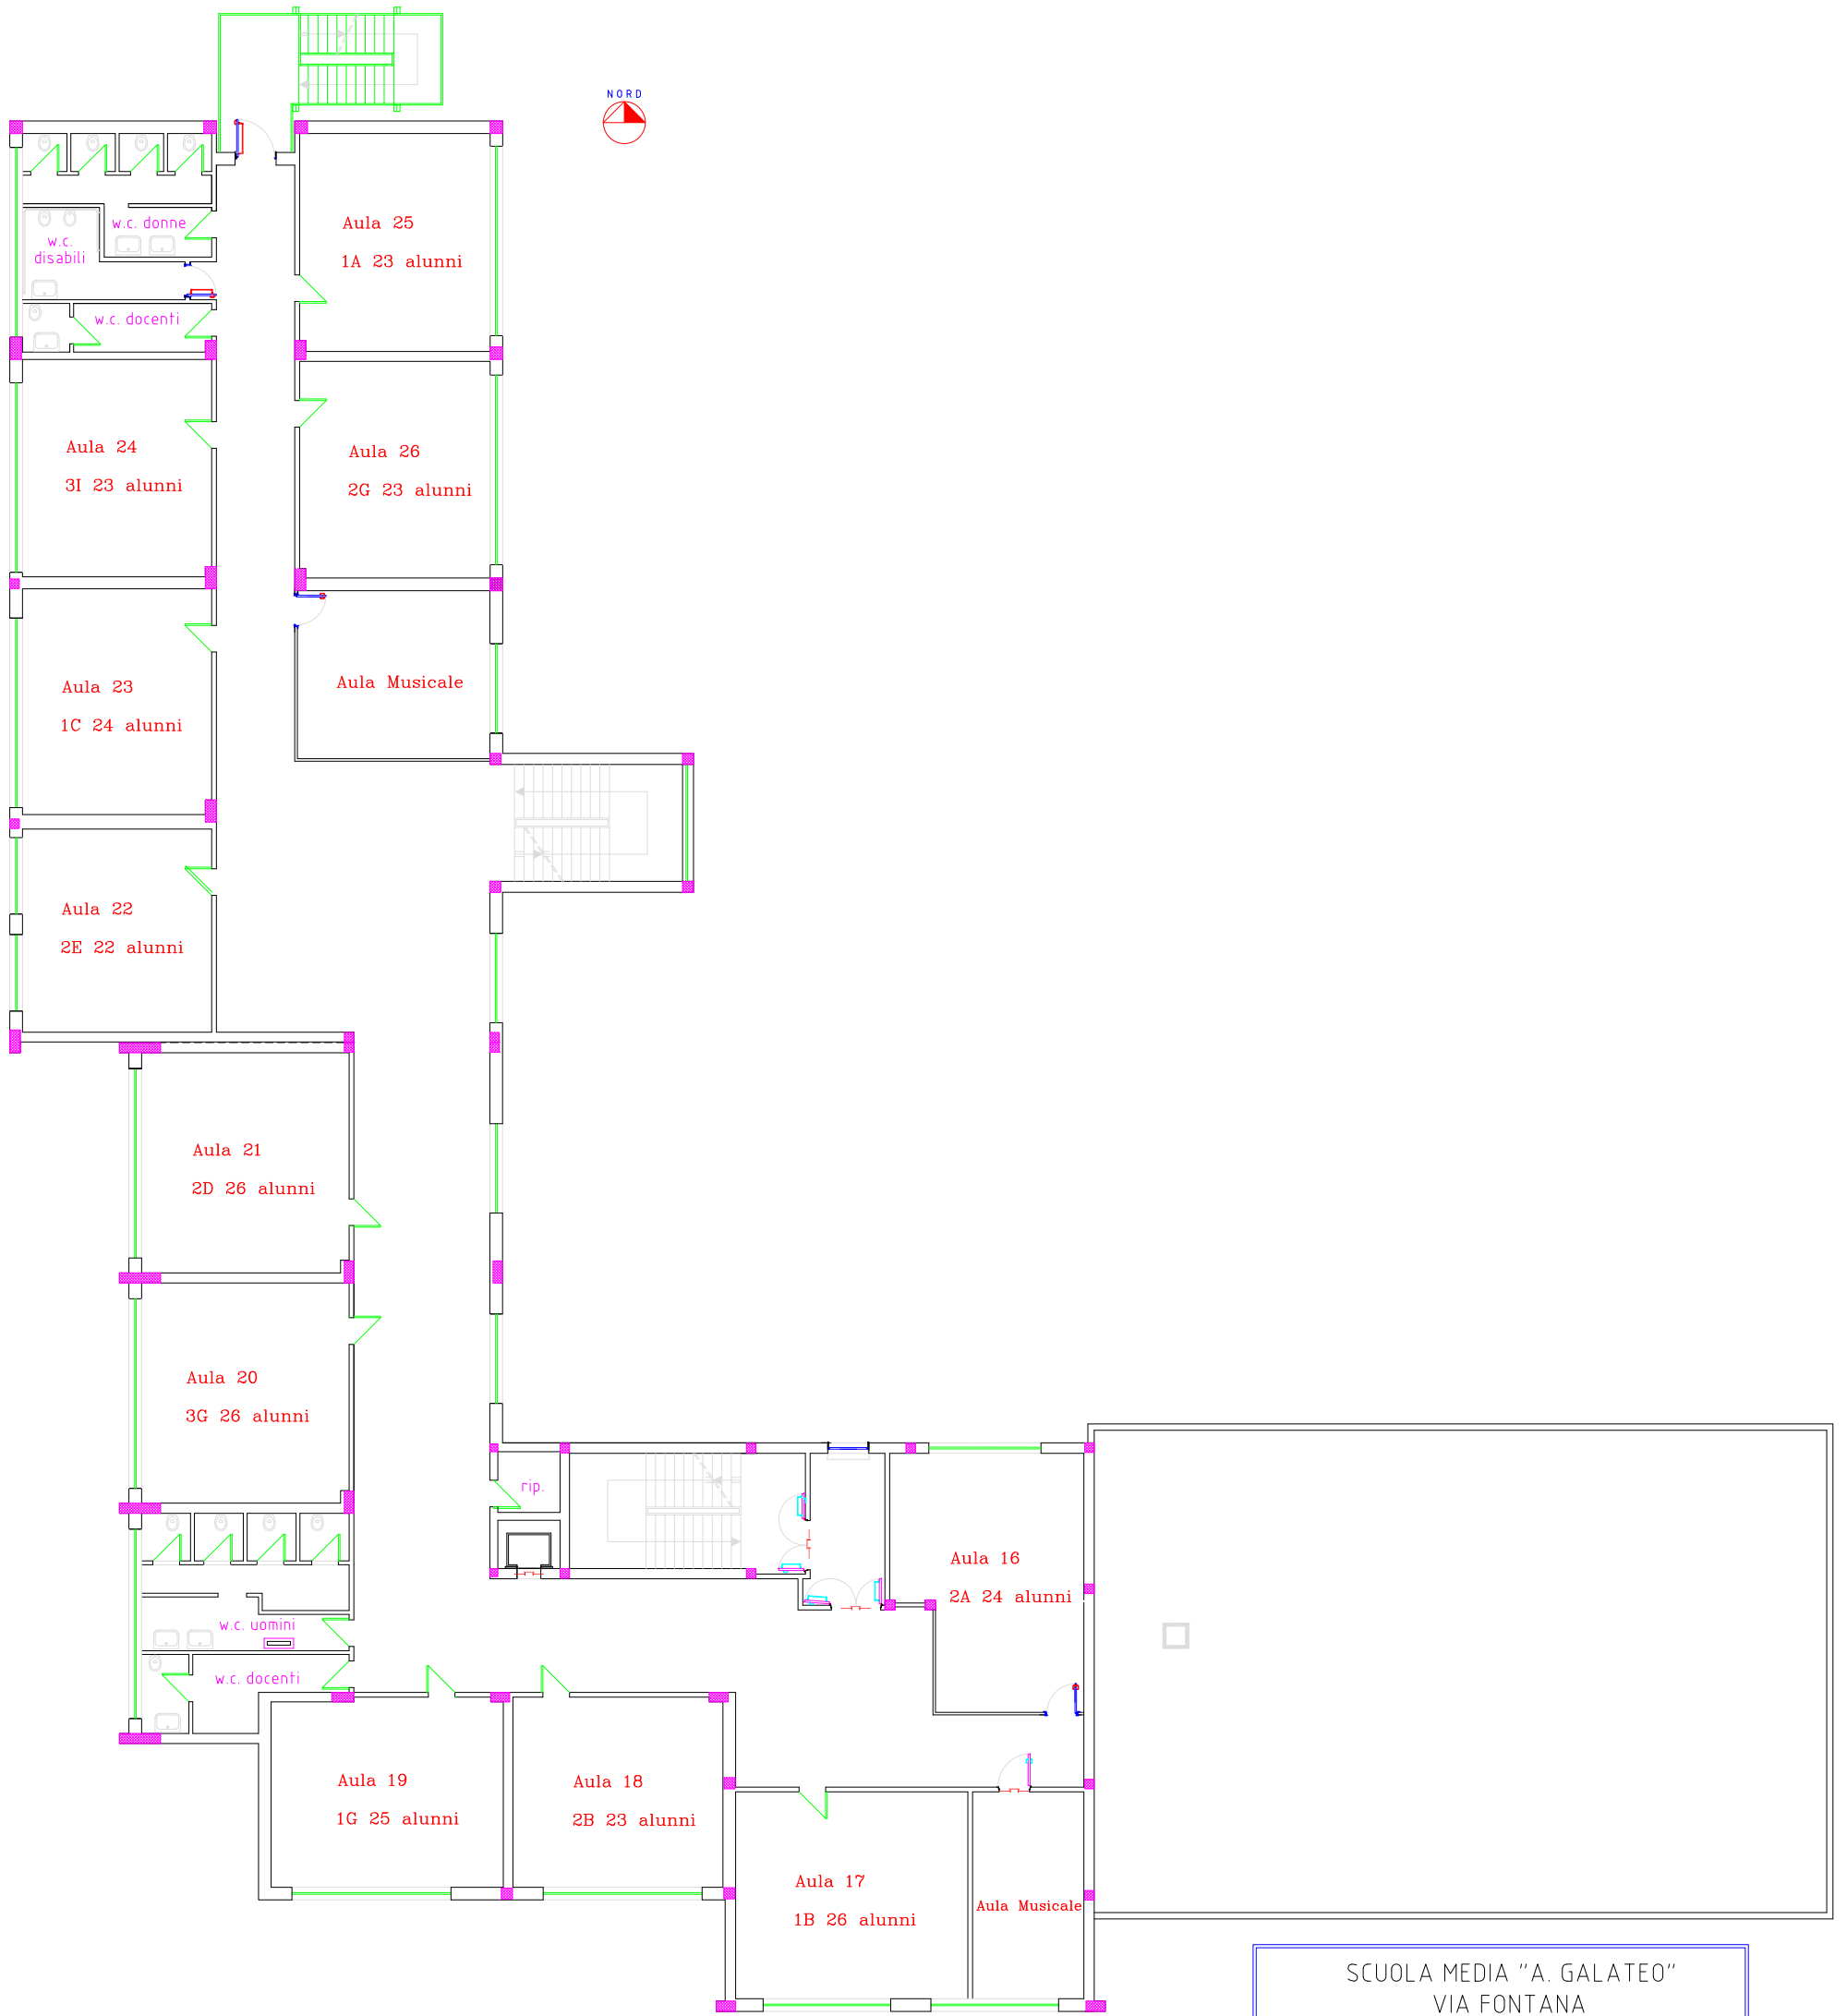 NORD
w.c. donne
w.c.
disabili
w.c. docenti
Aula 25
1A 23 alunni
Aula 24
3I 23 alunni
Aula 26
2G 23 alunni
Aula 23
1C 24 alunni
Aula Musicale
Aula 22
2E 22 alunni
Aula 21
2D 26 alunni
Aula 20
3G 26 alunni
rip.
Aula 16
2A 24 alunni
w.c. uomini
w.c. docenti
Aula 19
1G 25 alunni
Aula 18
2B 23 alunni
Aula 17
1B 26 alunni
Aula Musicale
SCUOLA MEDIA "A. GALATEO"
VIA FONTANA